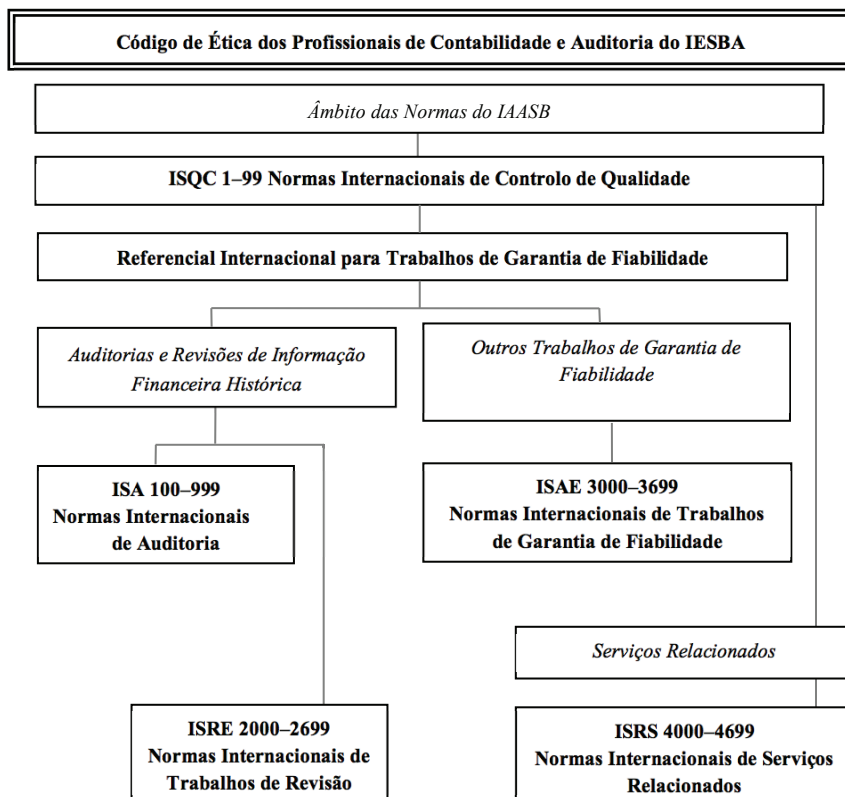 Código de Ética dos Profissionais de Contabilidade e Auditoria do IESBA
Âmbito das Normas do IAASB
ISQC 1–99 Normas Internacionais de Controlo de Qualidade
Referencial Internacional para Trabalhos de Garantia de Fiabilidade
Auditorias e Revisões de Informação
Financeira Histórica
Outros Trabalhos de Garantia de
Fiabilidade
ISA 100–999
Normas Internacionais
de Auditoria
ISAE 3000–3699
Normas Internacionais de Trabalhos
de Garantia de Fiabilidade
Serviços Relacionados
ISRE 2000–2699
Normas Internacionais de
Trabalhos de Revisão
ISRS 4000–4699
Normas Internacionais de Serviços
Relacionados